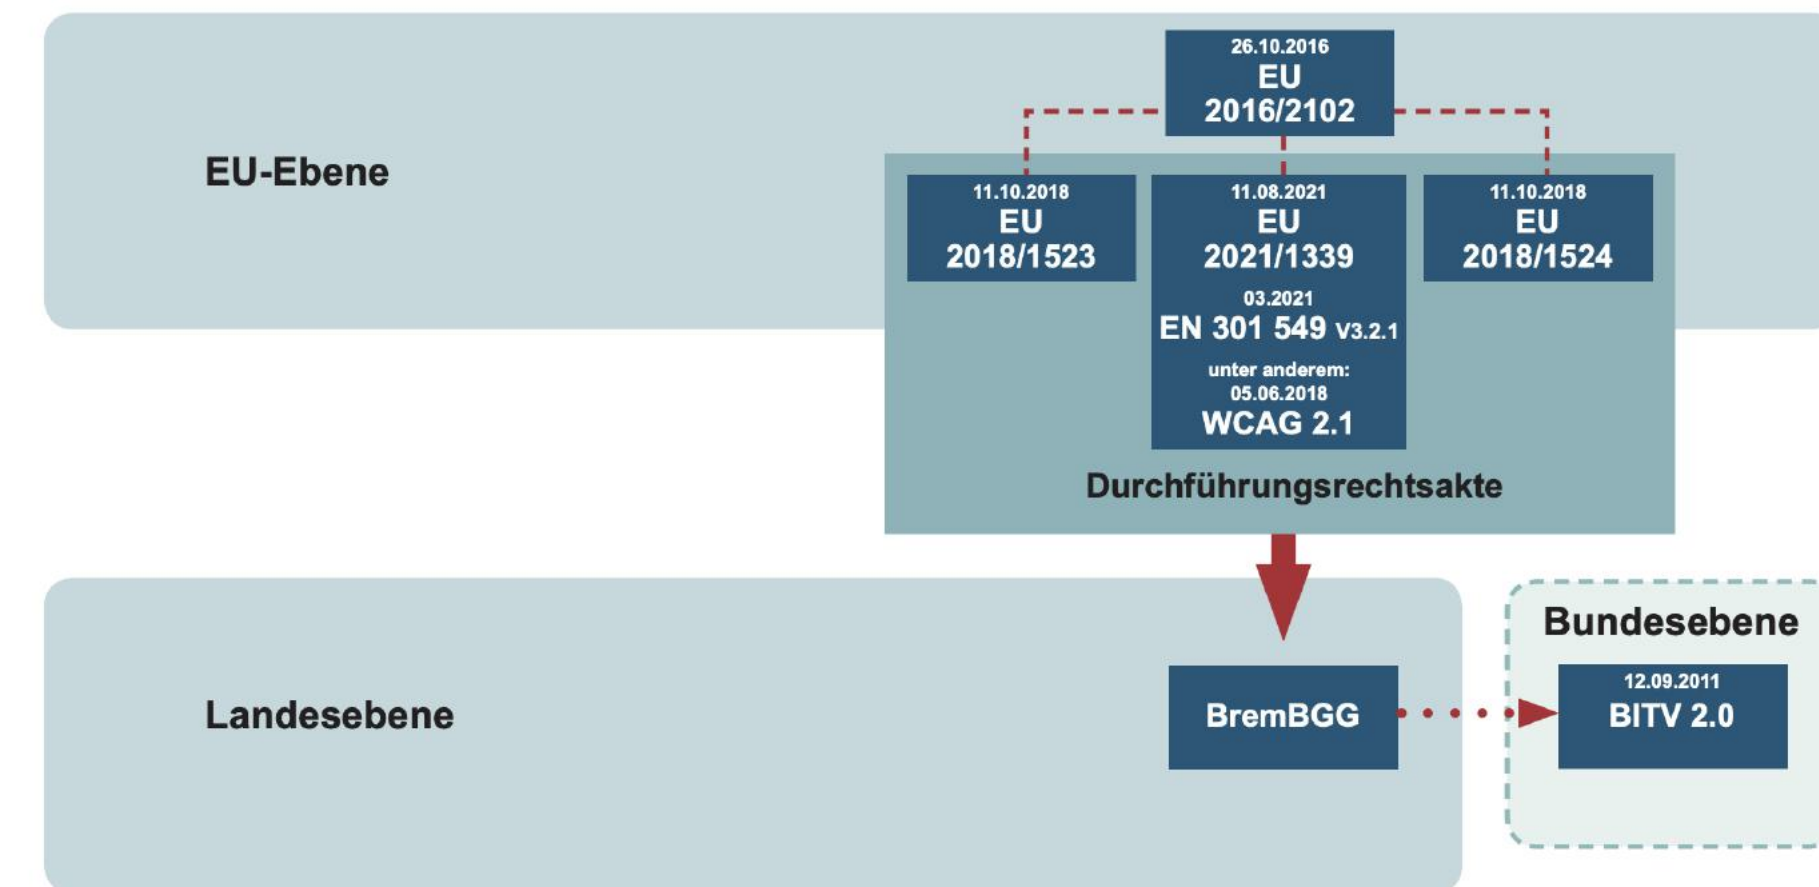 26.10.2016
EU
2016/2102
EU-Ebene
11.10.2018
EU
2018/1523
11.08.2021
EU
2021/1339
03.2021
EN 301 549 V3.2.1
unter anderem:
05.06.2018
WCAG 2.1
11.10.2018
EU
2018/1524
Durchführungsrechtsakte
Landesebene
BremBGG
Bundesebene
12.09.2011
BITV 2.0